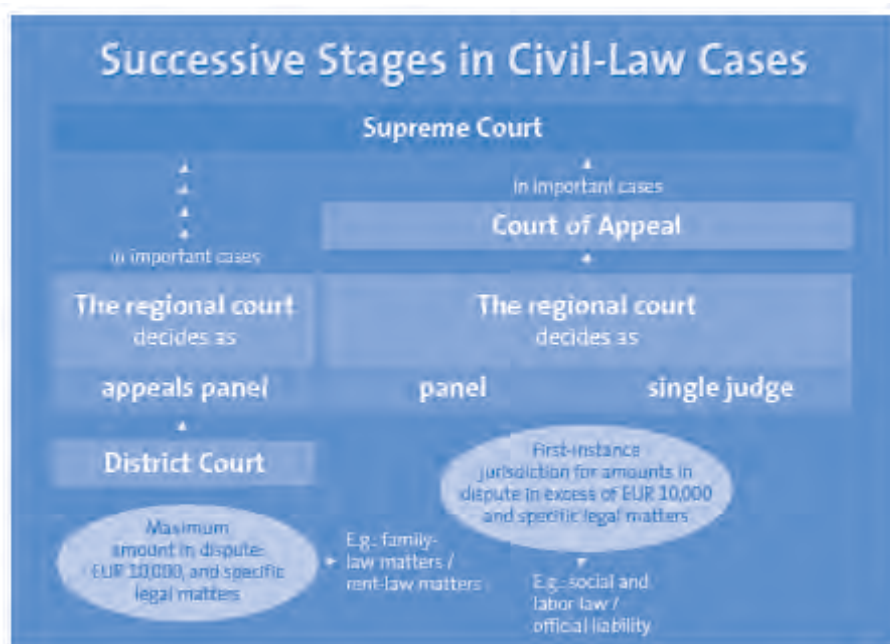 Successive Stages in Civil-Law Cases
Supreme Court
in important cases
Court of Appeal
in important cases
The regional court
decides as
appeals panel
The regional court
decides as
panel
single judge
District Court
First-instance
jurisdiction for amounts in
dispute in excess of EUR 10,000
and specific legal matters
Maximum
amount in dispute:
EUR 10,000, and specific
legal matters
E.g.: family-
law matters /
rent-law matters
E.g.: social and
labor law /
official liability